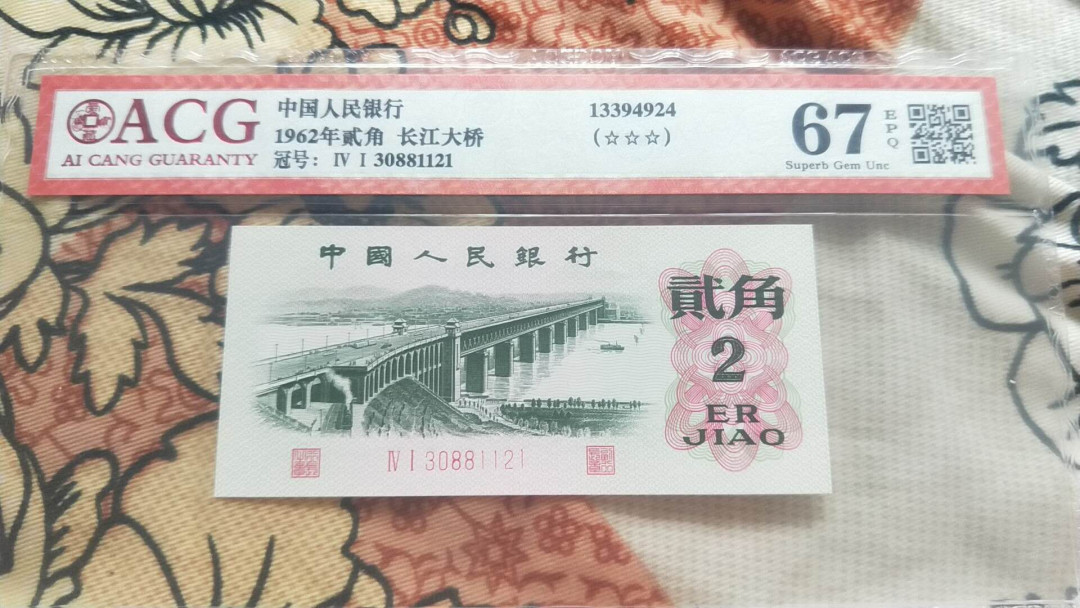 ACG
AI CANG GUARANTY
中国人民银行
1962年贰角 长江大桥
冠号: Ⅳ Ⅰ 30881121
13394924
(☆☆☆)
67
EPQ
Superb Gem Unc
中國人民銀行
貳角
2
ER
JIAO
Ⅳ Ⅰ 30881121